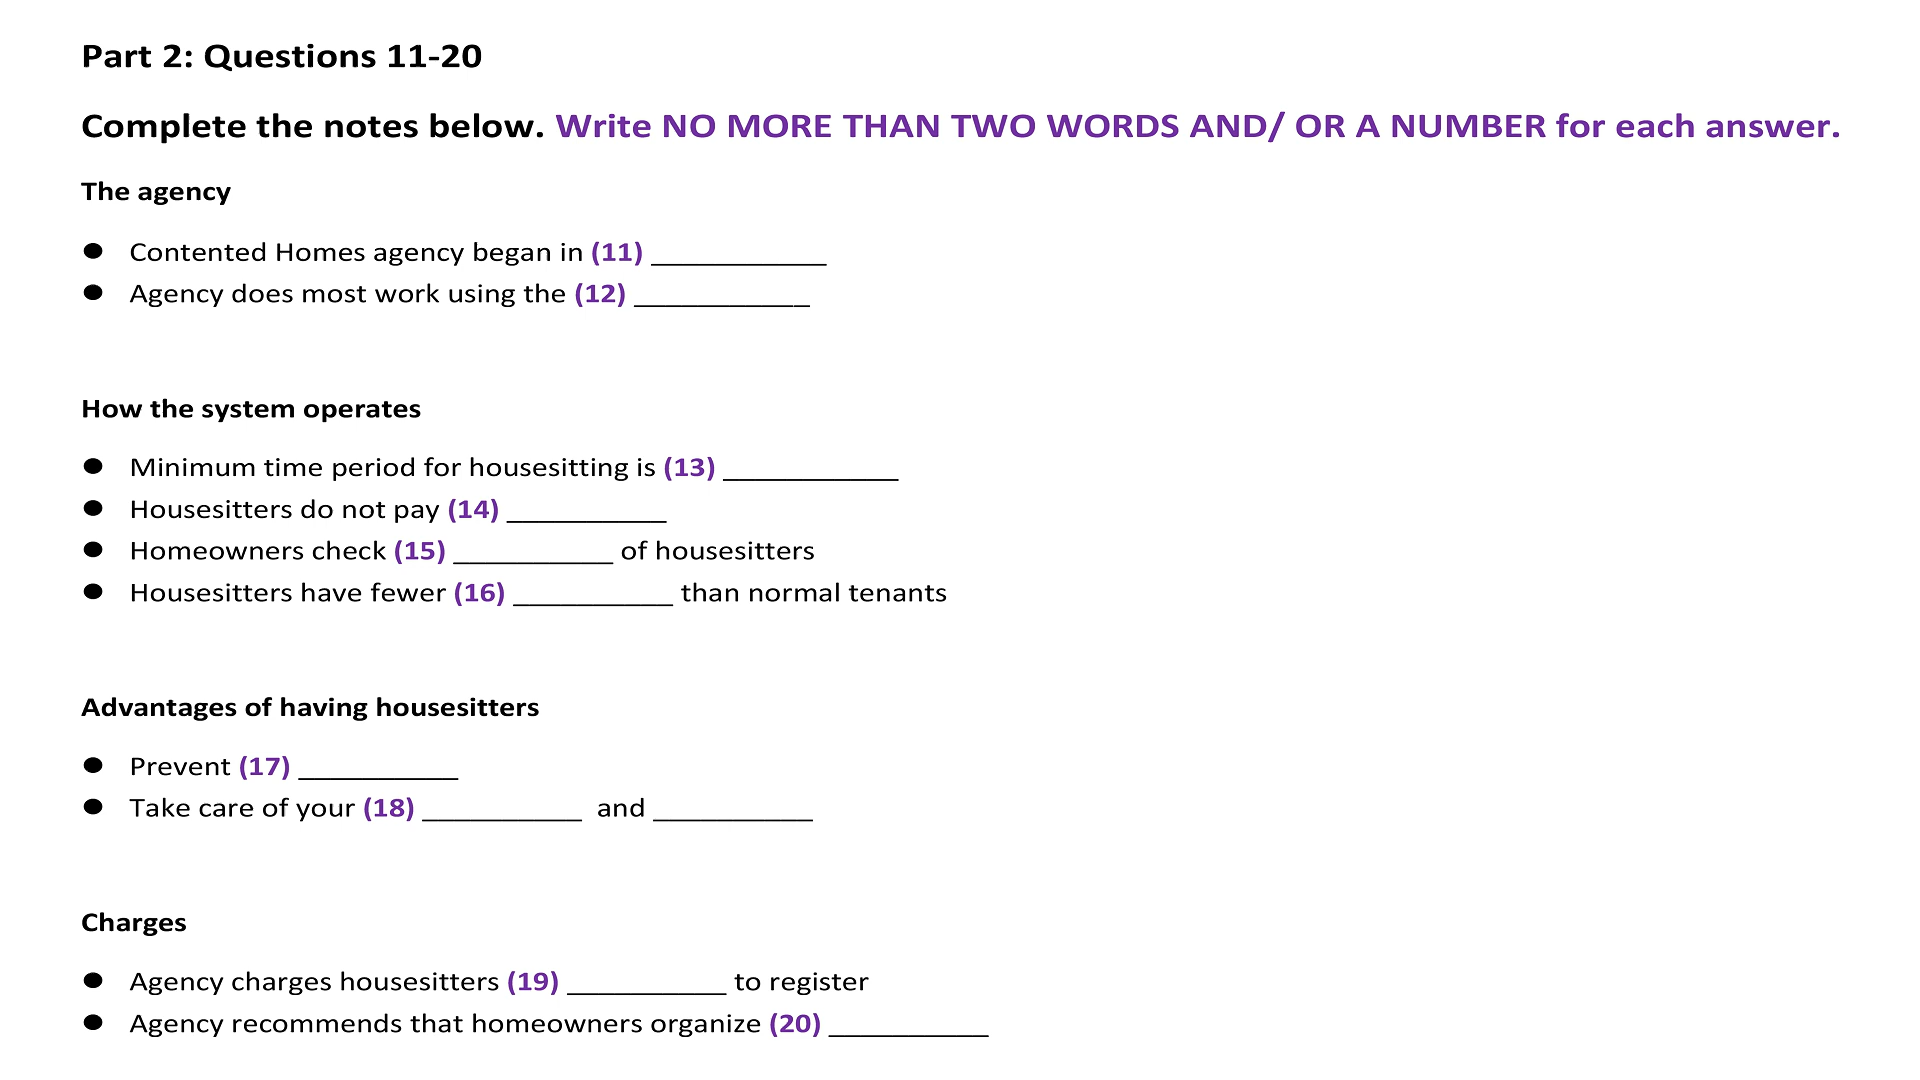 Part 2: Questions 11-20
Complete the notes below. Write NO MORE THAN TWO WORDS AND/ OR A NUMBER for each answer.
The agency
● Contented Homes agency began in (11) ___________
● Agency does most work using the (12) ___________
How the system operates
● Minimum time period for housesitting is (13) ___________
● Housesitters do not pay (14) __________
● Homeowners check (15) __________ of housesitters
● Housesitters have fewer (16) __________ than normal tenants
Advantages of having housesitters
● Prevent (17) __________
● Take care of your (18) __________ and __________
Charges
● Agency charges housesitters (19) __________ to register
● Agency recommends that homeowners organize (20) __________